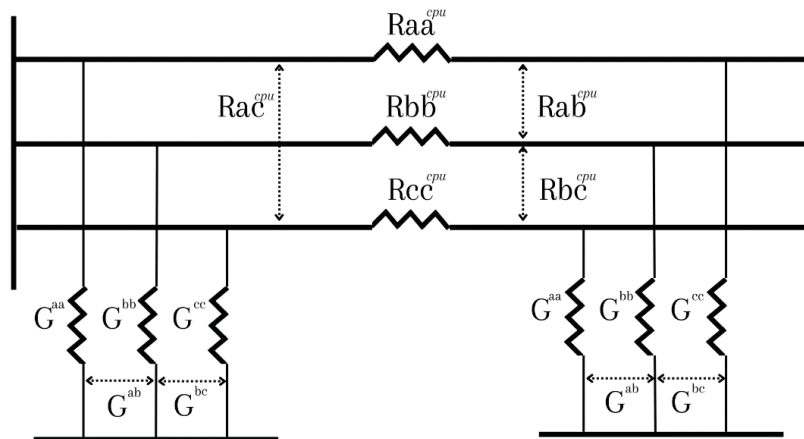 Raa^cpu
Rac^cpu Rbb^cpu Rab^cpu
Rcc^cpu Rbc^cpu
G^aa G^bb G^cc G^aa G^bb G^cc
G^ab G^bc G^ab G^bc